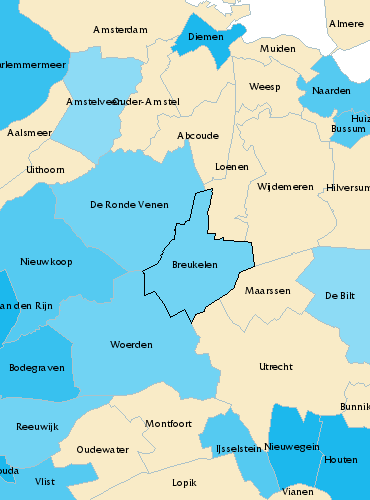 Almere
Amsterdam
Diemen
Muiden
arlemmermeer
Weesp
Naarden
Amstelveen
Ouder-Amstel
Huiz
Bussum
Aalsmeer
Abcoude
Uithoorn
Loenen
Wijdemeren
Hilversum
De Ronde Venen
Nieuwkoop
Breukelen
Maarssen
De Bilt
an den Rijn
Woerden
Bodegraven
Utrecht
Bunnik
Reeuwijk
Montfoort
Oudewater
IJsselstein
Nieuwegein
Houten
ouda
Vlist
Lopik
Vianen